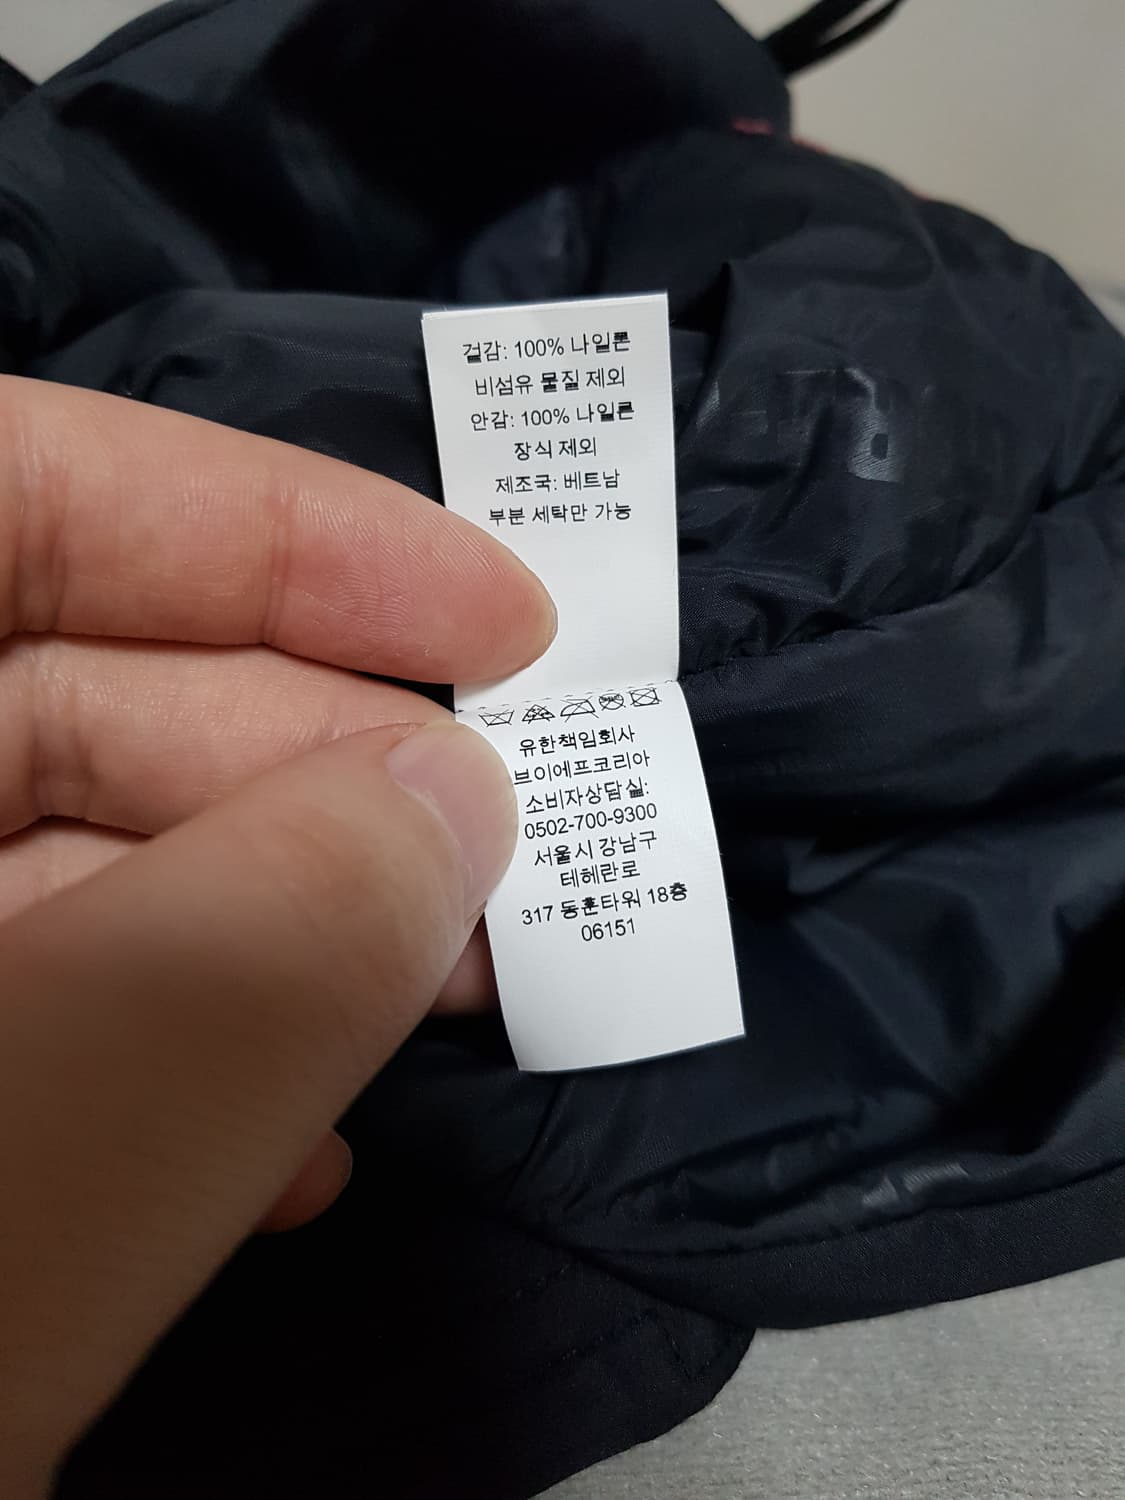 걸감: 100% 나일론
비섬유 물질 제외
안감: 100% 나일론
장식 제외
제조국: 베트남
부분 세탁만 가능
유한책임회사
브이에프코리아
소비자상담실:
0502-700-9300
서울시 강남구
테헤란로
317 동훈타워 18층
06151